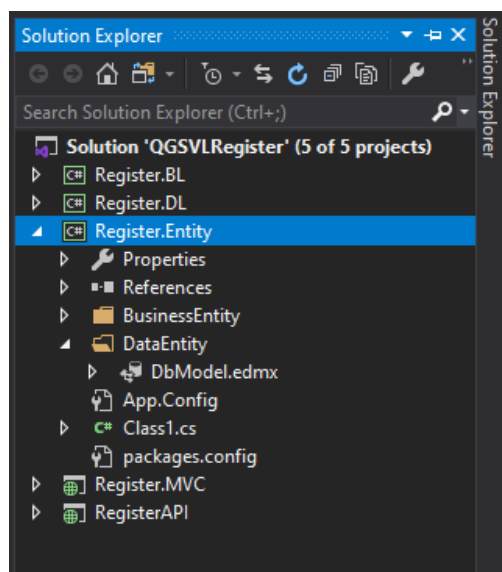 Solution Explorer
Search Solution Explorer (Ctrl+;)
Solution 'QGSVLRegister' (5 of 5 projects)
C# Register.BL
C# Register.DL
C# Register.Entity
Properties
References
BusinessEntity
DataEntity
DbModel.edmx
App.Config
C# Class1.cs
packages.config
Register.MVC
RegisterAPI
Solution Explorer